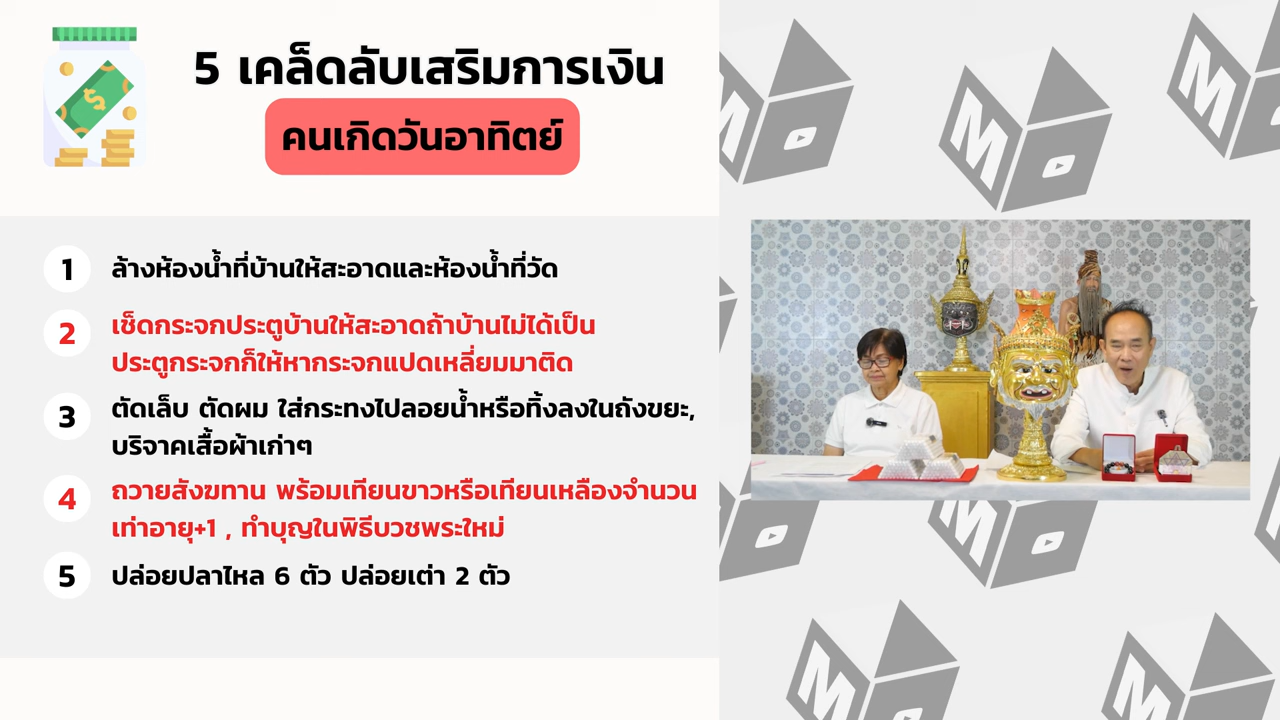 5 เคล็ดลับเสริมการเงิน
คนเกิดวันอาทิตย์
1 ล้างห้องน้ำที่บ้านให้สะอาดและห้องน้ำที่วัด
2 เช็ดกระจกประตูบ้านให้สะอาดถ้าบ้านไม่ได้เป็น
ประตูกระจกก็ให้หากระจกแปดเหลี่ยมมาติด
3 ตัดเล็บ ตัดผม ใส่กระทงไปลอยน้ำหรือทิ้งลงในถังขยะ,
บริจาคเสื้อผ้าเก่าๆ
4 ถวายสังฆทาน พร้อมเทียนขาวหรือเทียนเหลืองจำนวน
เท่าอายุ+1 , ทำบุญในพิธีบวชพระใหม่
5 ปล่อยปลาไหล 6 ตัว ปล่อยเต่า 2 ตัว
$
M
M
M
M
M
M
M